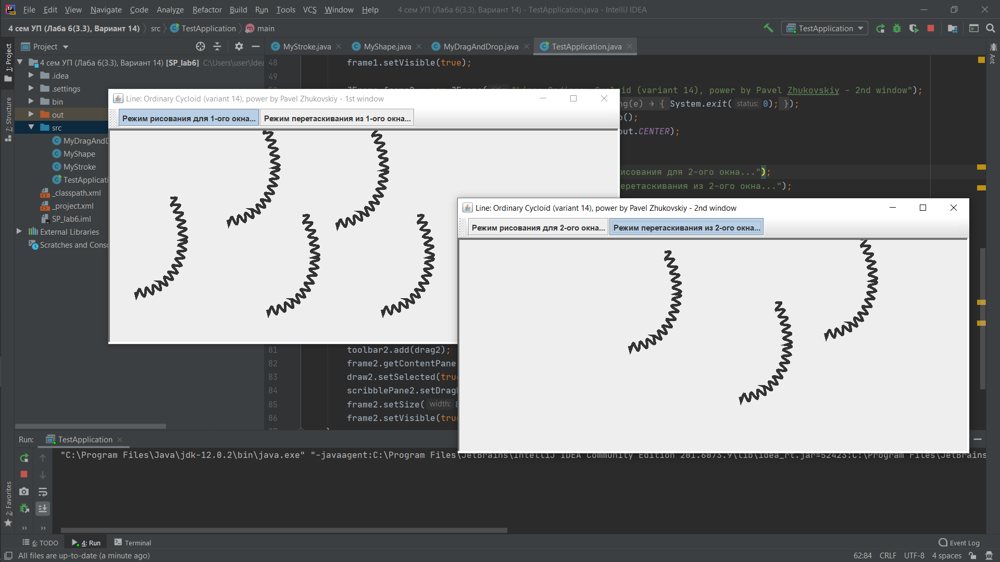 File Edit View Navigate Code Analyze Refactor Build Run Tools VCS Window Help 4 сем УП (Лаба 6(3.3), Вариант 14) - TestApplication.java - IntelliJ IDEA
4 сем УП (Лаба 6(3.3), Вариант 14) src TestApplication main TestApplication
1: Project
7: Structure
2: Favorites
Ant
Project
4 сем УП (Лаба 6(3.3), Вариант 14) [SP_lab6] C:\Users\user\Idea
.idea
.settings
bin
out
src
MyDragAndD
MyShape
MyStroke
TestApplicati
_classpath.xml
_project.xml
SP_lab6.iml
External Libraries
Scratches and Conso
MyStroke.java MyShape.java MyDragAndDrop.java TestApplication.java
48 frame1.setVisible(true);
49
(variant 14), power by Pavel Zhukovskiy - 2nd window");
ng(e) → { System.exit( status: 0); });
p();
out.CENTER);
исования для 2-ого окна...");
еретаскивания из 2-ого окна...");
Line: Ordinary Cycloid (variant 14), power by Pavel Zhukovskiy - 1st window
Режим рисования для 1-ого окна... Режим перетаскивания из 1-ого окна...
Line: Ordinary Cycloid (variant 14), power by Pavel Zhukovskiy - 2nd window
Режим рисования для 2-ого окна... Режим перетаскивания из 2-ого окна...
81 toolbar2.add(drag2);
82 frame2.getContentPane
83 draw2.setSelected(true
84 scribblePane2.setDrag
85 frame2.setSize( width: 8
86 frame2.setVisible(true
Run: TestApplication
"C:\Program Files\Java\jdk-12.0.2\bin\java.exe" "-javaagent:C:\Program Files\JetBrains\IntelliJ IDEA Community Edition 201.6073.9\lib\idea_rt.jar=52423:C:\Program Files\JetBrains
6: TODO 4: Run Terminal Event Log
All files are up-to-date (a minute ago) 62:84 CRLF UTF-8 4 spaces